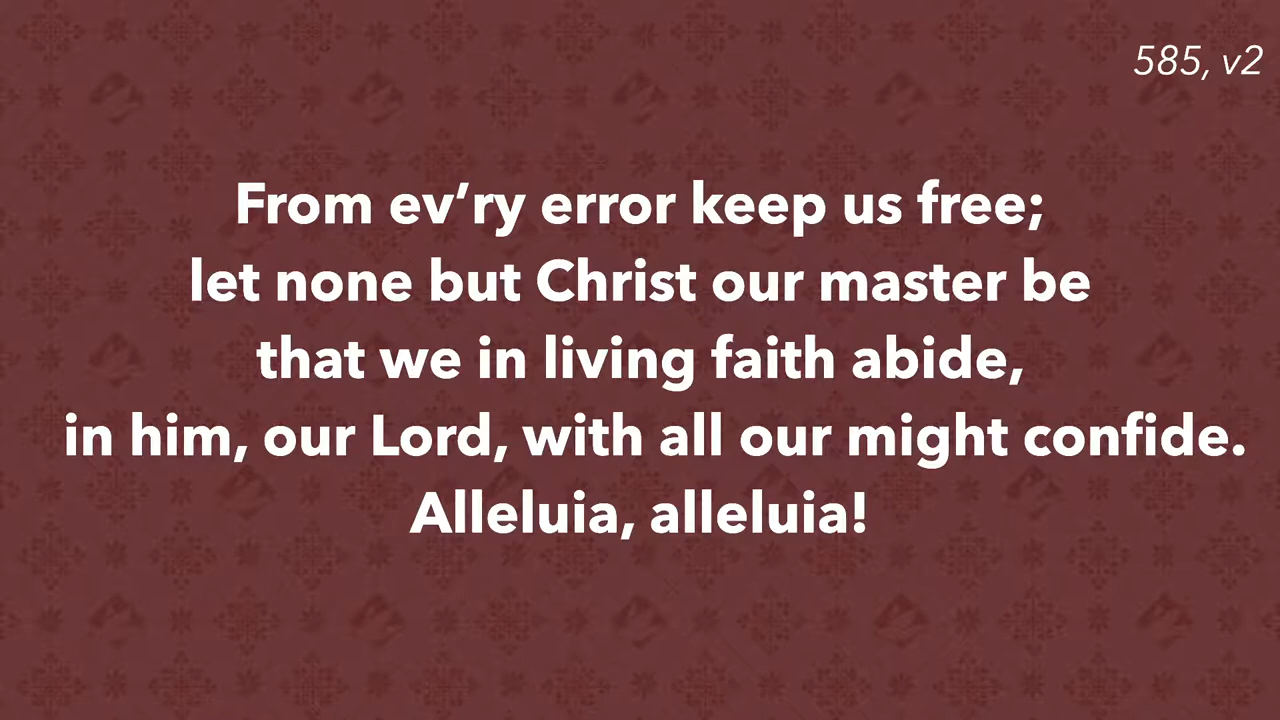 585, v2
From ev’ry error keep us free;
let none but Christ our master be
that we in living faith abide,
in him, our Lord, with all our might confide.
Alleluia, alleluia!